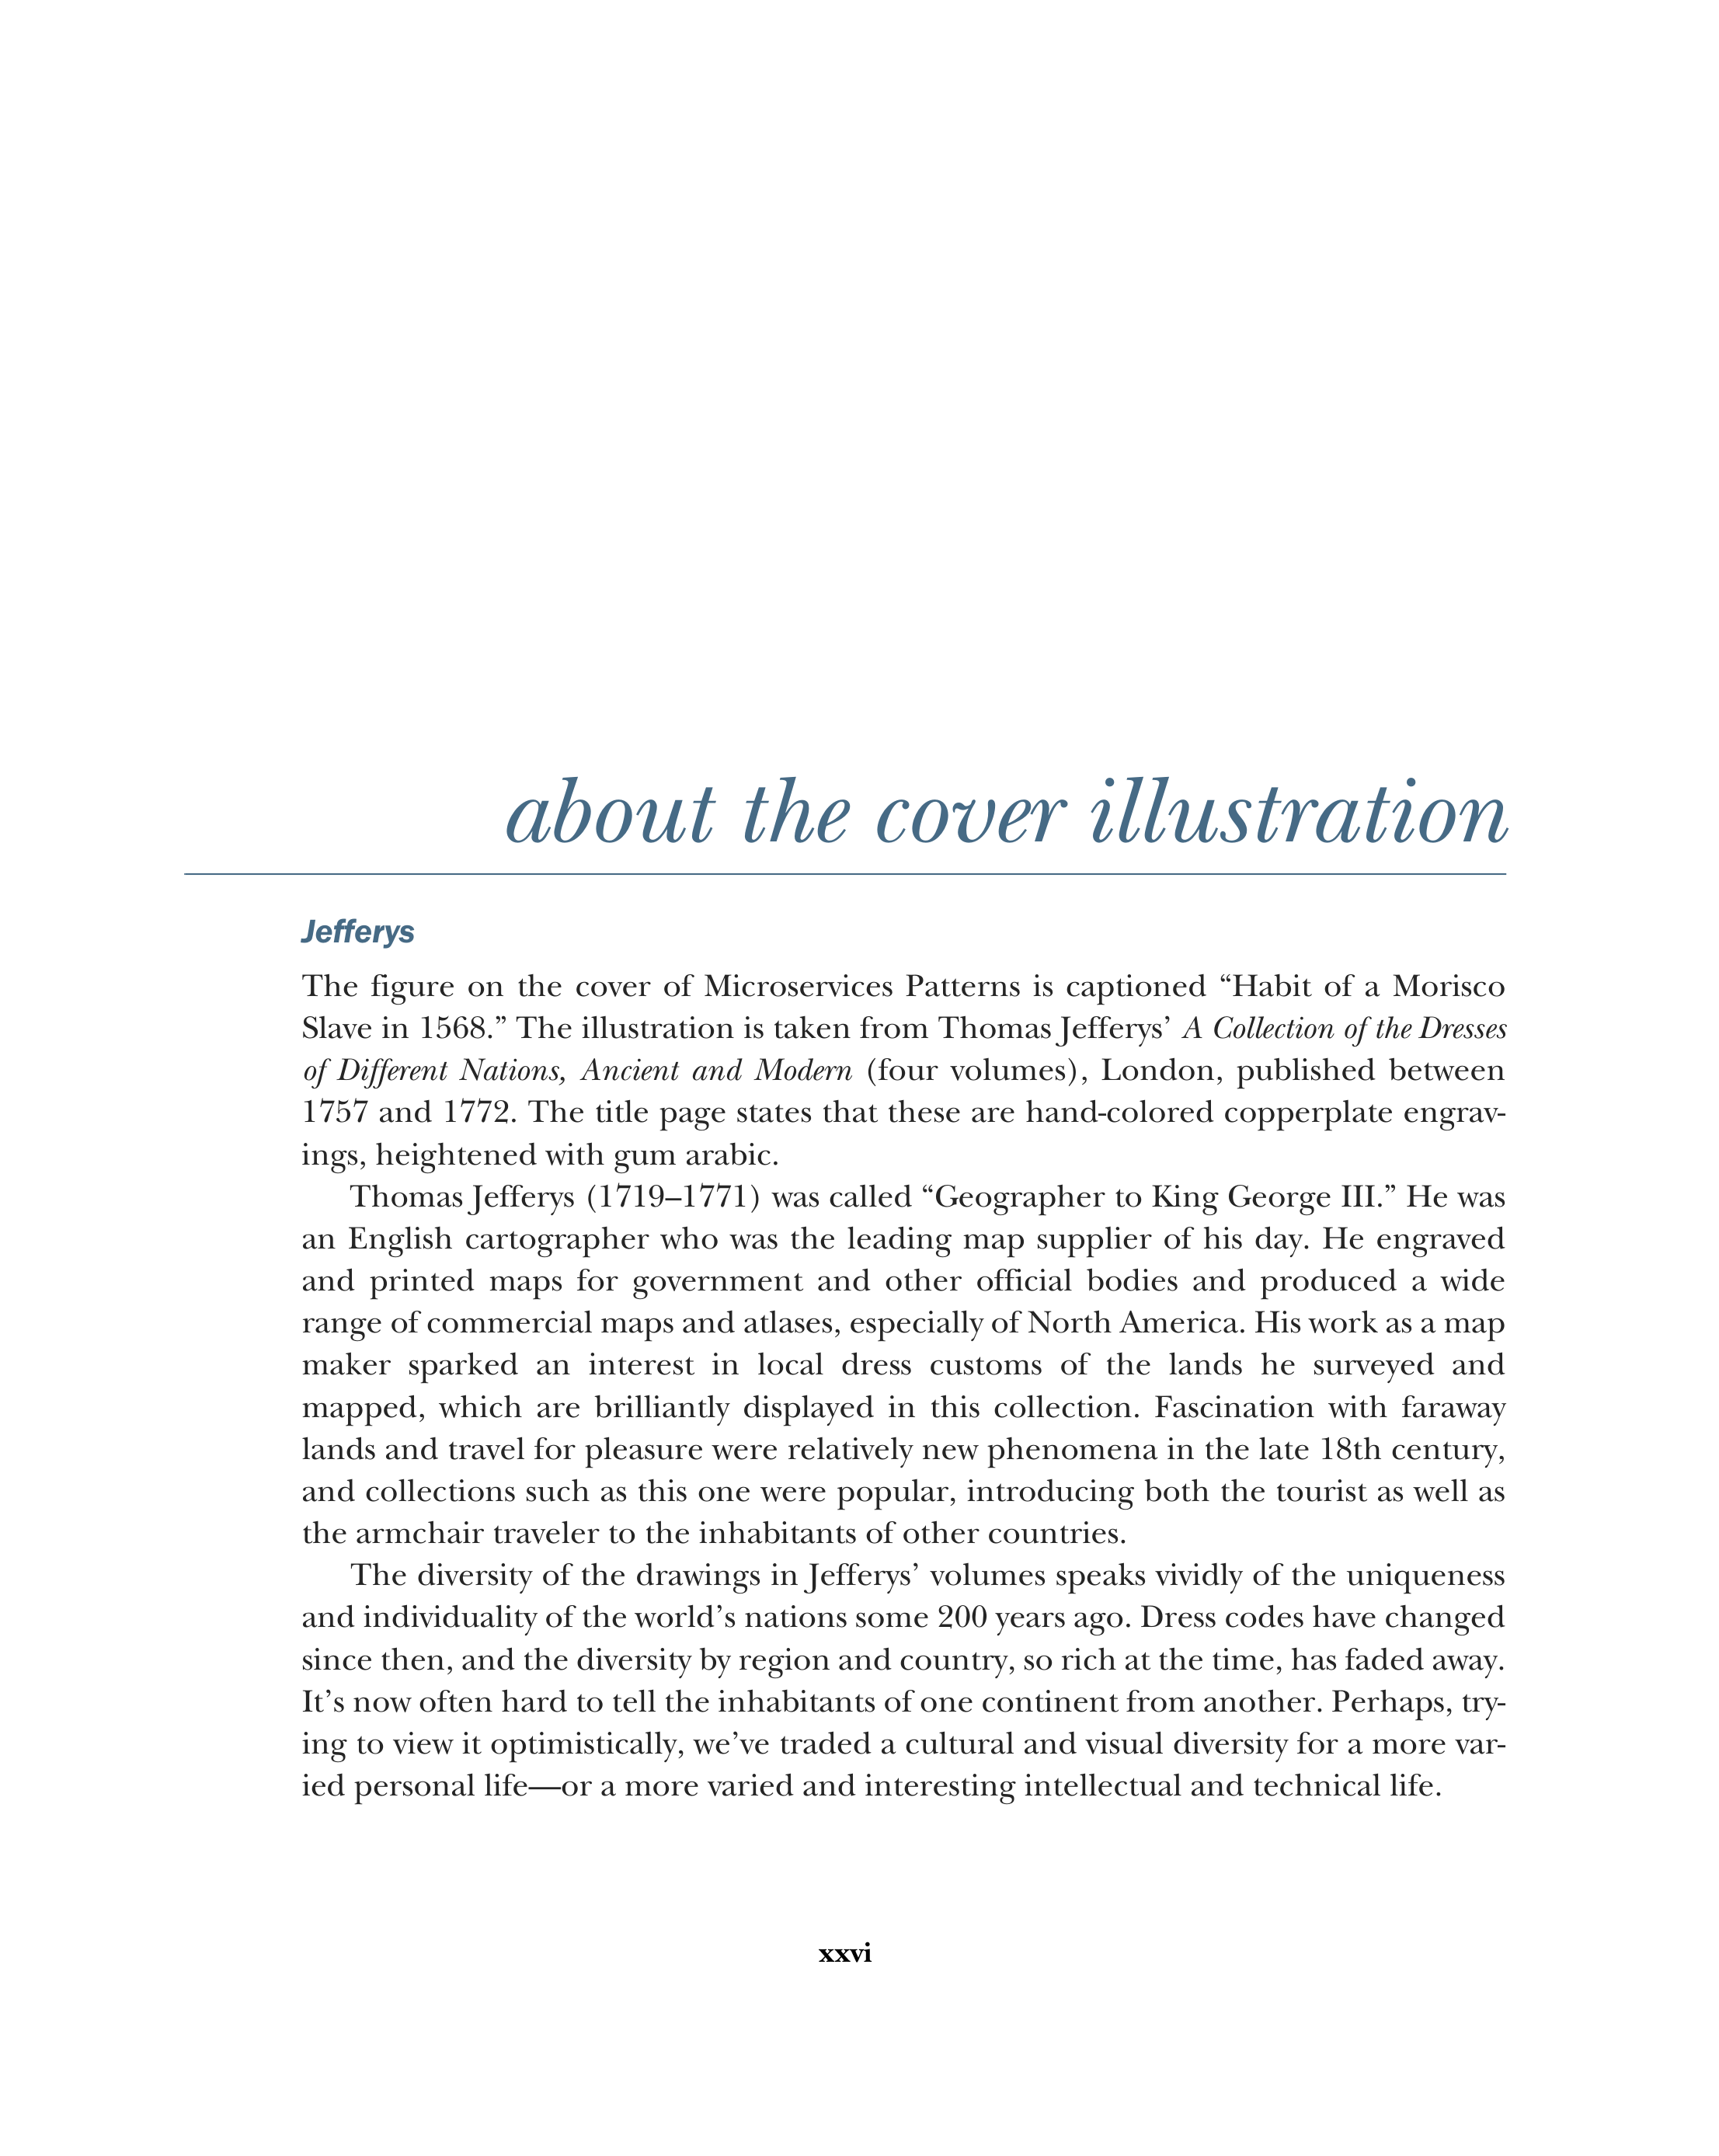 about the cover illustration
Jefferys
The figure on the cover of Microservices Patterns is captioned “Habit of a Morisco
Slave in 1568.” The illustration is taken from Thomas Jefferys’ A Collection of the Dresses
of Different Nations, Ancient and Modern (four volumes), London, published between
1757 and 1772. The title page states that these are hand-colored copperplate engrav-
ings, heightened with gum arabic.
Thomas Jefferys (1719–1771) was called “Geographer to King George III.” He was
an English cartographer who was the leading map supplier of his day. He engraved
and printed maps for government and other official bodies and produced a wide
range of commercial maps and atlases, especially of North America. His work as a map
maker sparked an interest in local dress customs of the lands he surveyed and
mapped, which are brilliantly displayed in this collection. Fascination with faraway
lands and travel for pleasure were relatively new phenomena in the late 18th century,
and collections such as this one were popular, introducing both the tourist as well as
the armchair traveler to the inhabitants of other countries.
The diversity of the drawings in Jefferys’ volumes speaks vividly of the uniqueness
and individuality of the world’s nations some 200 years ago. Dress codes have changed
since then, and the diversity by region and country, so rich at the time, has faded away.
It’s now often hard to tell the inhabitants of one continent from another. Perhaps, try-
ing to view it optimistically, we’ve traded a cultural and visual diversity for a more var-
ied personal life—or a more varied and interesting intellectual and technical life.
xxvi